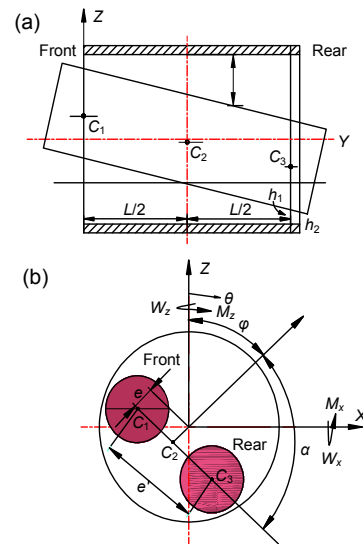 (a)
Z
Front
Rear
Y
C1
C2
C3
L/2
L/2
h1
h2
(b)
Z
θ
Wz
Mz
φ
Front
e
Mx
C1
X
Rear
α
C2
Wx
C3
e'